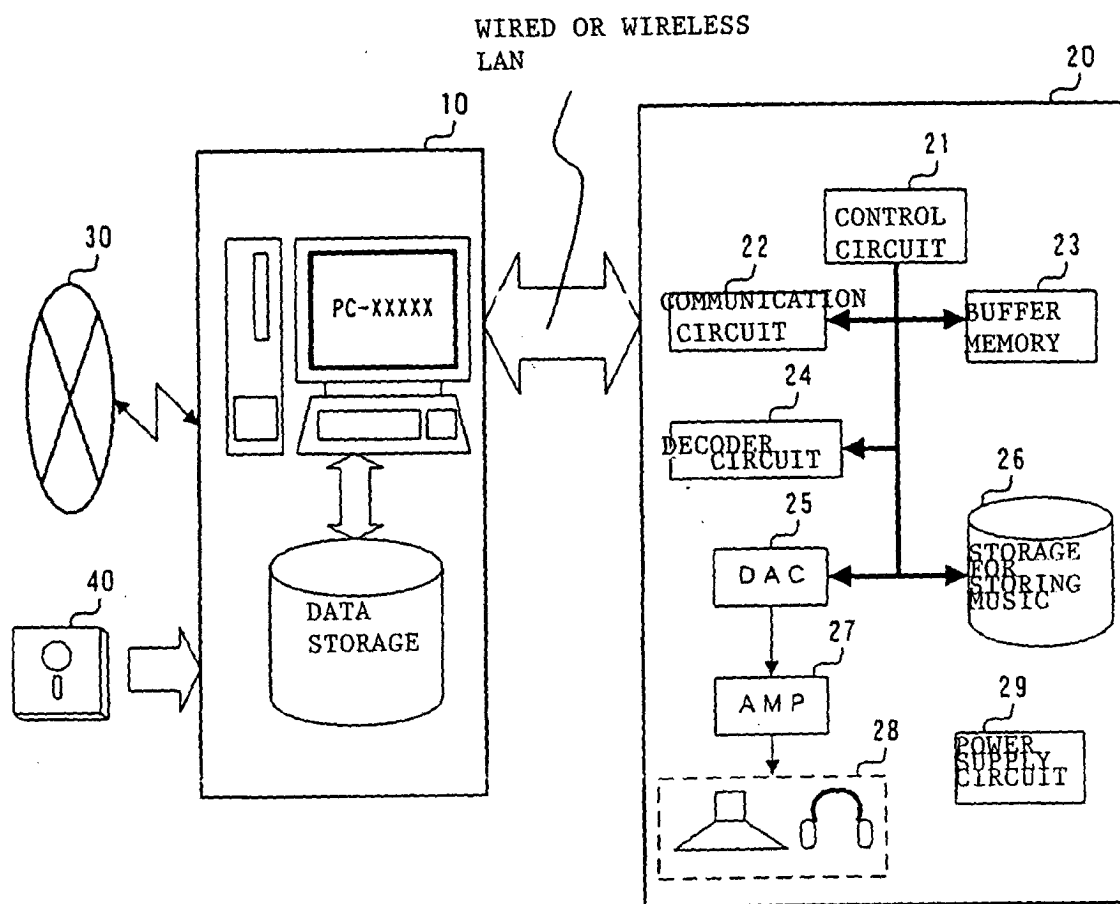 WIRED OR WIRELESS
LAN
20
10
21
CONTROL
CIRCUIT
30
22
23
COMMUNICATION
CIRCUIT
BUFFER
MEMORY
PC-XXXXX
24
DECODER
CIRCUIT
26
25
DAC
STORAGE
FOR
STORING
MUSIC
40
DATA
STORAGE
27
AMP
29
POWER
SUPPLY
CIRCUIT
28